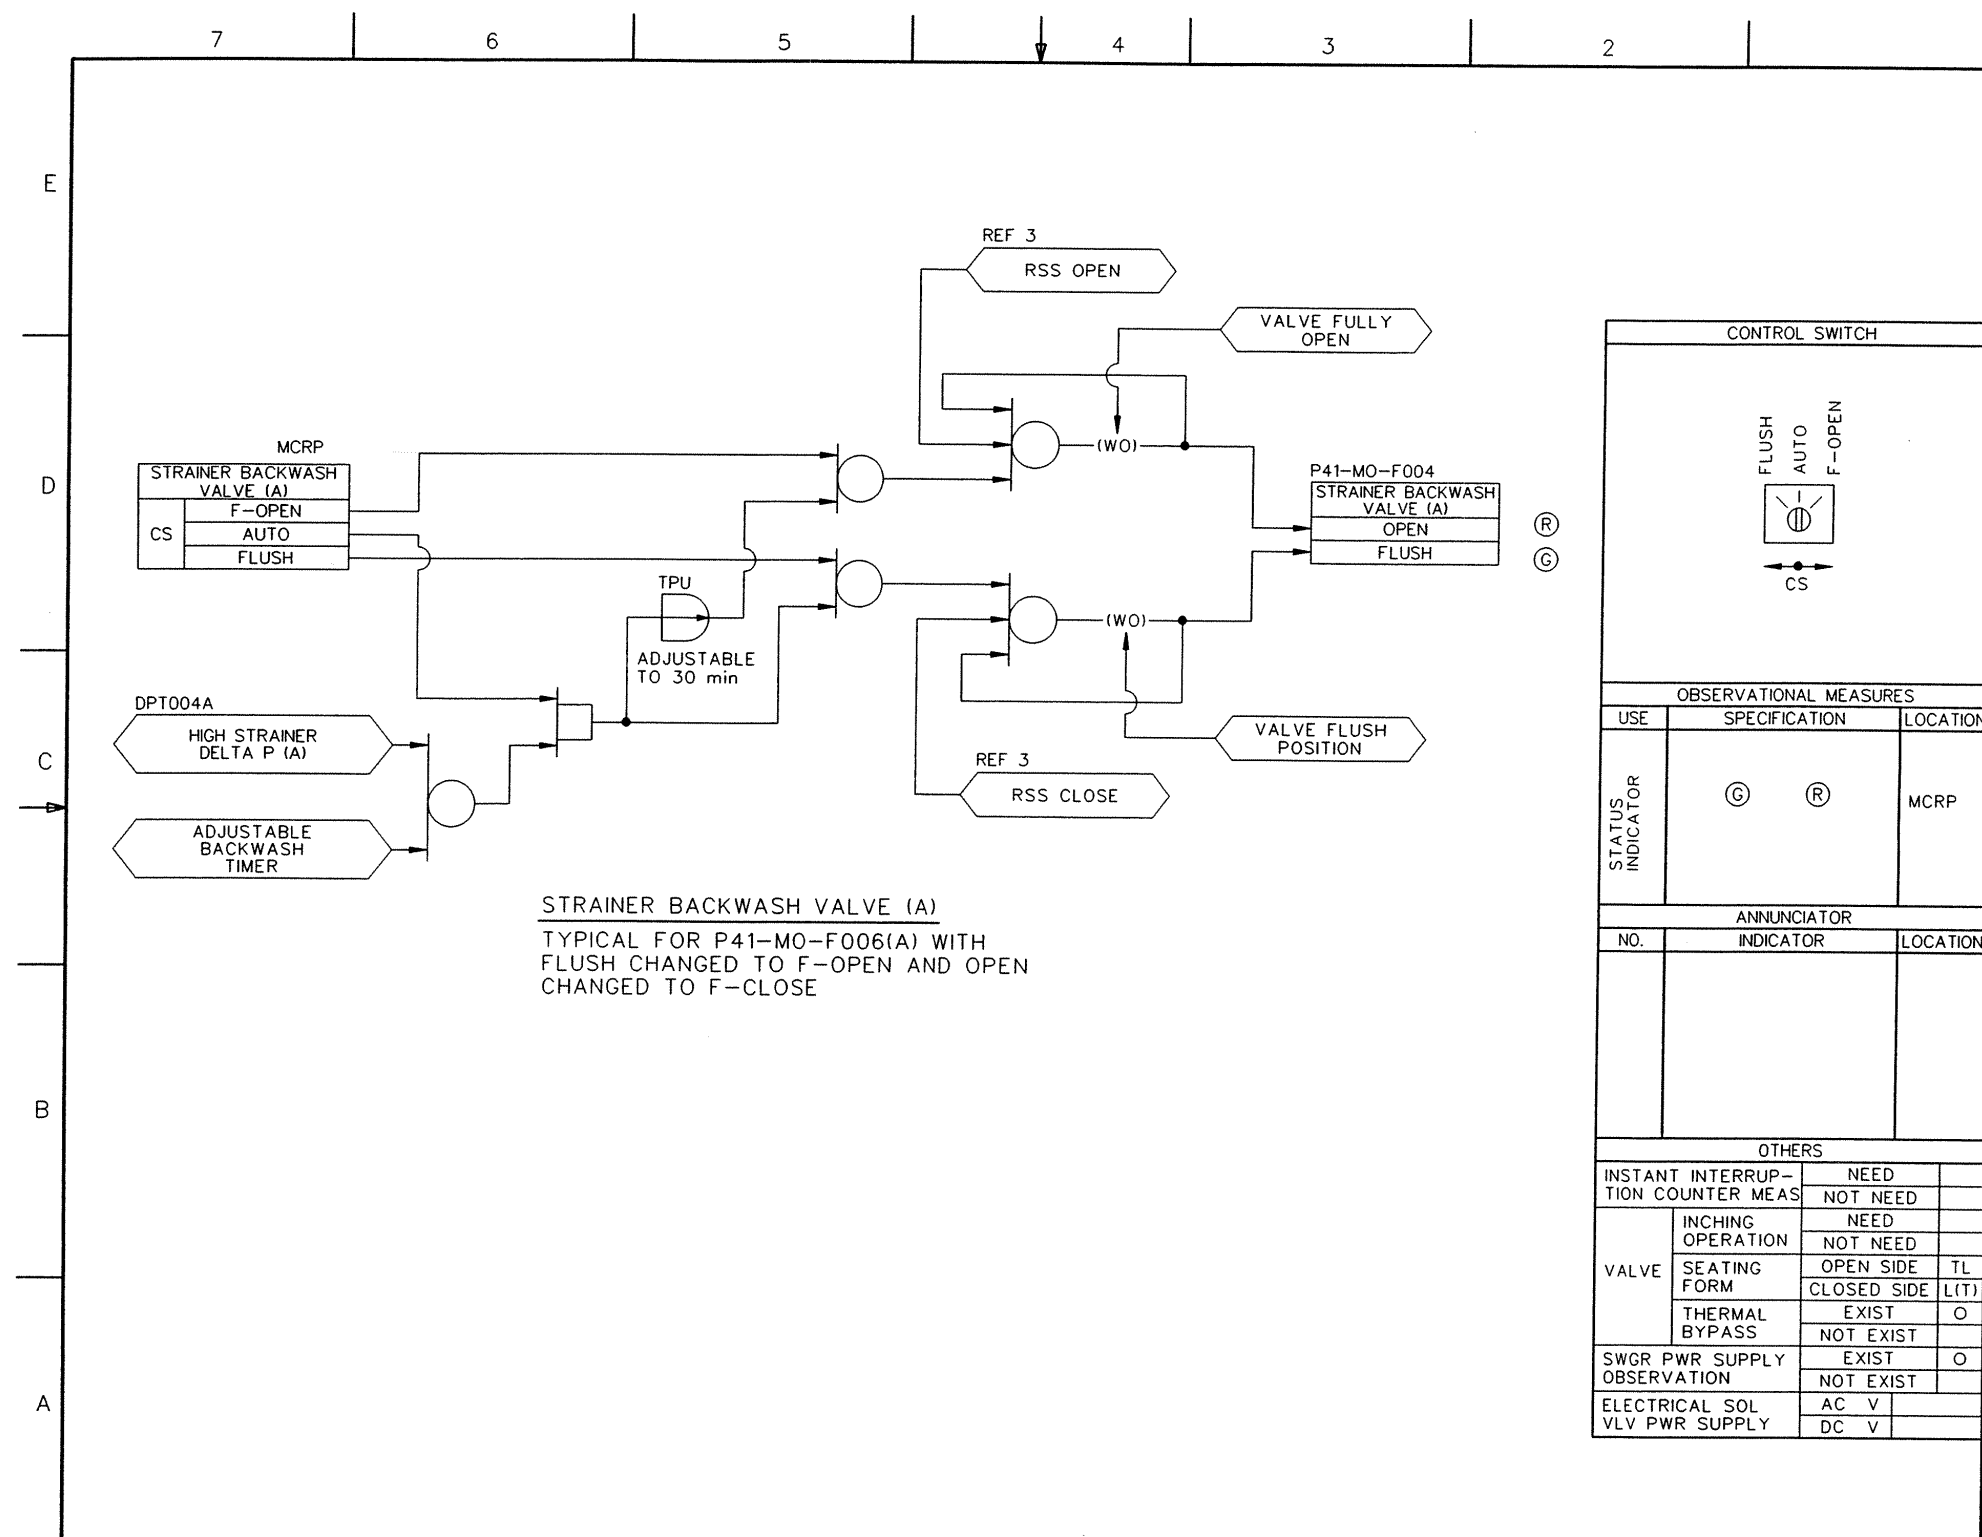 7 6 5 4 3 2
E
D
C
B
A
REF 3
RSS OPEN
VALVE FULLY
OPEN
MCRP
STRAINER BACKWASH
VALVE (A)
CS
F-OPEN
AUTO
FLUSH
(WO)
P41-MO-F004
STRAINER BACKWASH
VALVE (A)
OPEN
FLUSH
R
G
TPU
ADJUSTABLE
TO 30 min
(WO)
DPT004A
HIGH STRAINER
DELTA P (A)
ADJUSTABLE
BACKWASH
TIMER
VALVE FLUSH
POSITION
REF 3
RSS CLOSE
STRAINER BACKWASH VALVE (A)
TYPICAL FOR P41-MO-F006(A) WITH
FLUSH CHANGED TO F-OPEN AND OPEN
CHANGED TO F-CLOSE
CONTROL SWITCH
FLUSH
AUTO
F-OPEN
CS
OBSERVATIONAL MEASURES
USE SPECIFICATION LOCATION
STATUS
INDICATOR
G R MCRP
ANNUNCIATOR
NO. INDICATOR LOCATION
OTHERS
INSTANT INTERRUP-
TION COUNTER MEAS
NEED
NOT NEED
VALVE
INCHING
OPERATION
NEED
NOT NEED
SEATING
FORM
OPEN SIDE TL
CLOSED SIDE L(T)
THERMAL
BYPASS
EXIST O
NOT EXIST
SWGR PWR SUPPLY
OBSERVATION
EXIST O
NOT EXIST
ELECTRICAL SOL
VLV PWR SUPPLY
AC V
DC V